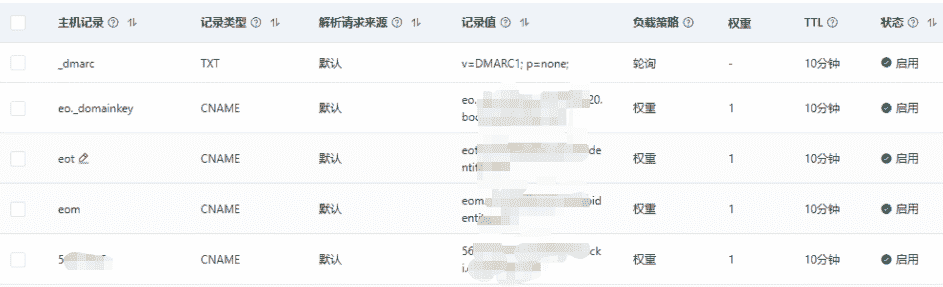 主机记录 记录类型 解析请求来源 记录值 负载策略 权重 TTL 状态
_dmarc TXT 默认 v=DMARC1; p=none; 轮询 - 10分钟 启用
eo._domainkey CNAME 默认 eo. 20. 权重 1 10分钟 启用
boc
eot CNAME 默认 eot de 权重 1 10分钟 启用
ntit
eom CNAME 默认 eom. oid 权重 1 10分钟 启用
enti
5 CNAME 默认 56 ck 权重 1 10分钟 启用
i.